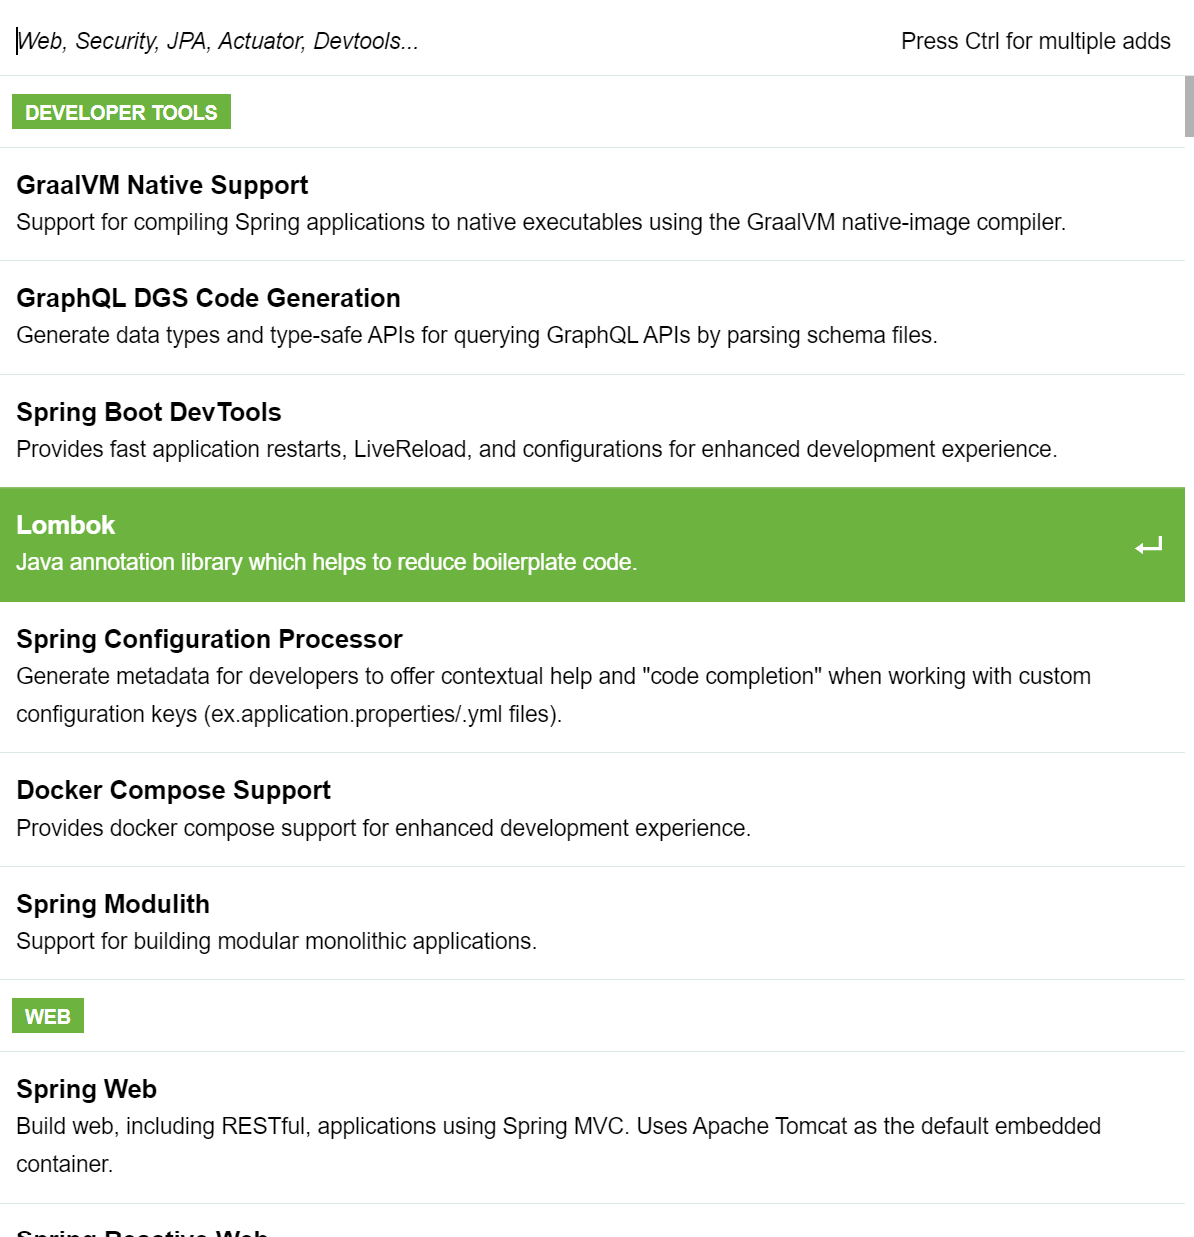 Web, Security, JPA, Actuator, Devtools...
Press Ctrl for multiple adds
DEVELOPER TOOLS
GraalVM Native Support
Support for compiling Spring applications to native executables using the GraalVM native-image compiler.
GraphQL DGS Code Generation
Generate data types and type-safe APIs for querying GraphQL APIs by parsing schema files.
Spring Boot DevTools
Provides fast application restarts, LiveReload, and configurations for enhanced development experience.
Lombok
Java annotation library which helps to reduce boilerplate code.
Spring Configuration Processor
Generate metadata for developers to offer contextual help and "code completion" when working with custom
configuration keys (ex.application.properties/.yml files).
Docker Compose Support
Provides docker compose support for enhanced development experience.
Spring Modulith
Support for building modular monolithic applications.
WEB
Spring Web
Build web, including RESTful, applications using Spring MVC. Uses Apache Tomcat as the default embedded
container.
Spring Reactive Web